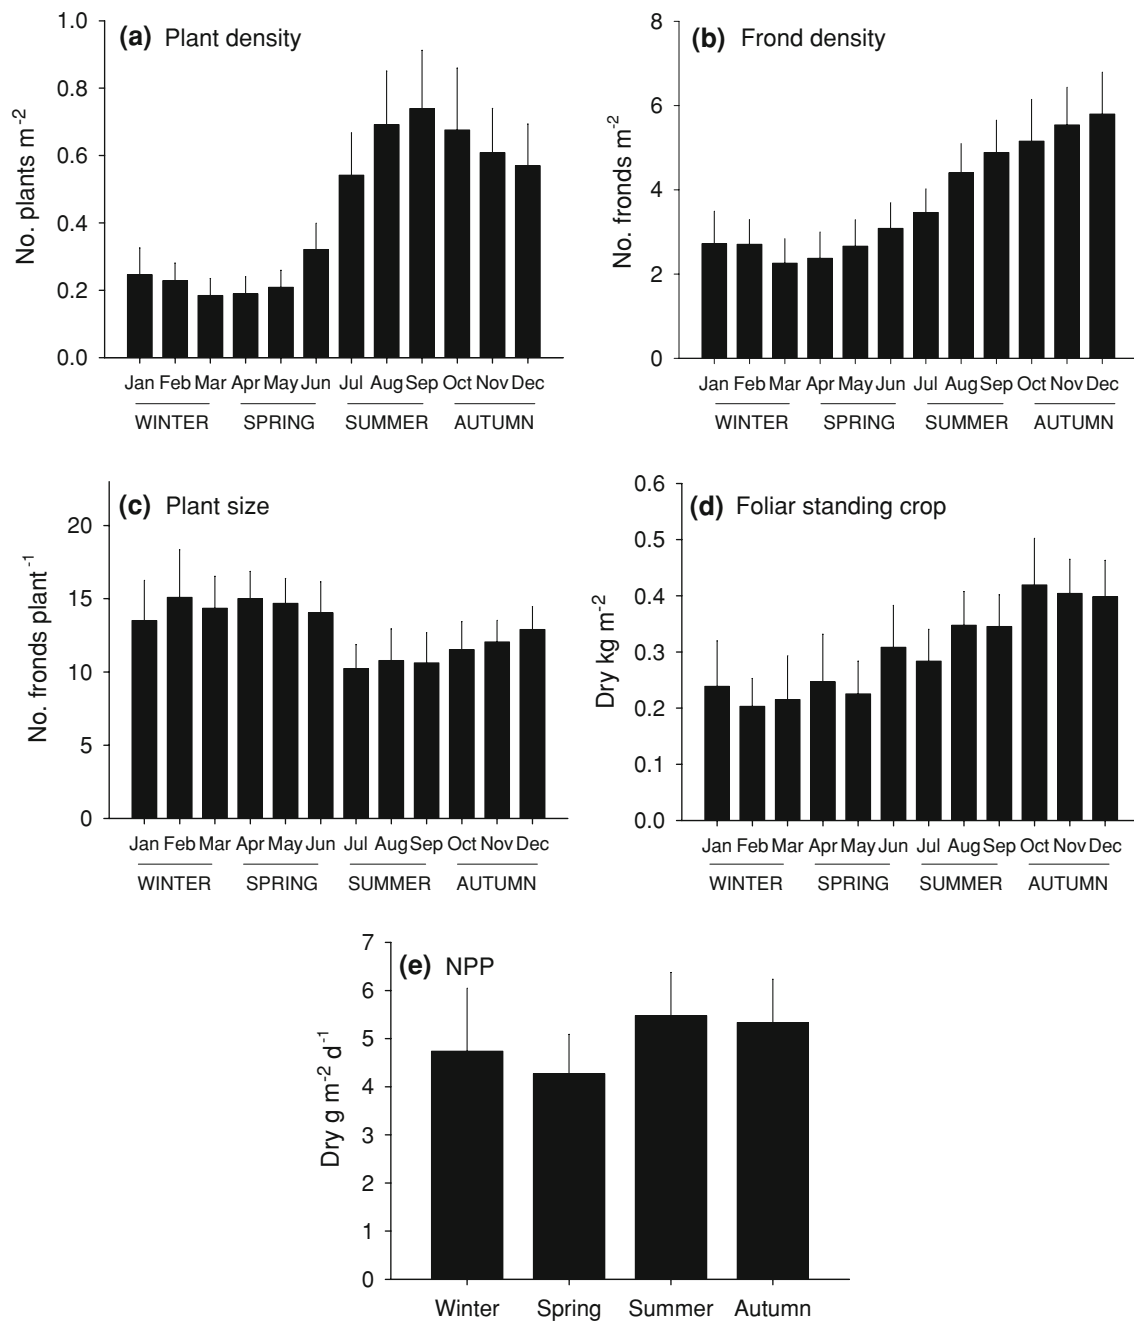 (a) Plant density
No. plants m-2
1.0
0.8
0.6
0.4
0.2
0.0
Jan Feb Mar Apr May Jun Jul Aug Sep Oct Nov Dec
WINTER SPRING SUMMER AUTUMN
(b) Frond density
No. fronds m-2
8
6
4
2
0
Jan Feb Mar Apr May Jun Jul Aug Sep Oct Nov Dec
WINTER SPRING SUMMER AUTUMN
(c) Plant size
No. fronds plant-1
20
15
10
5
0
Jan Feb Mar Apr May Jun Jul Aug Sep Oct Nov Dec
WINTER SPRING SUMMER AUTUMN
(d) Foliar standing crop
Dry kg m-2
0.6
0.5
0.4
0.3
0.2
0.1
0.0
Jan Feb Mar Apr May Jun Jul Aug Sep Oct Nov Dec
WINTER SPRING SUMMER AUTUMN
(e) NPP
Dry g m-2 d-1
7
6
5
4
3
2
1
0
Winter Spring Summer Autumn